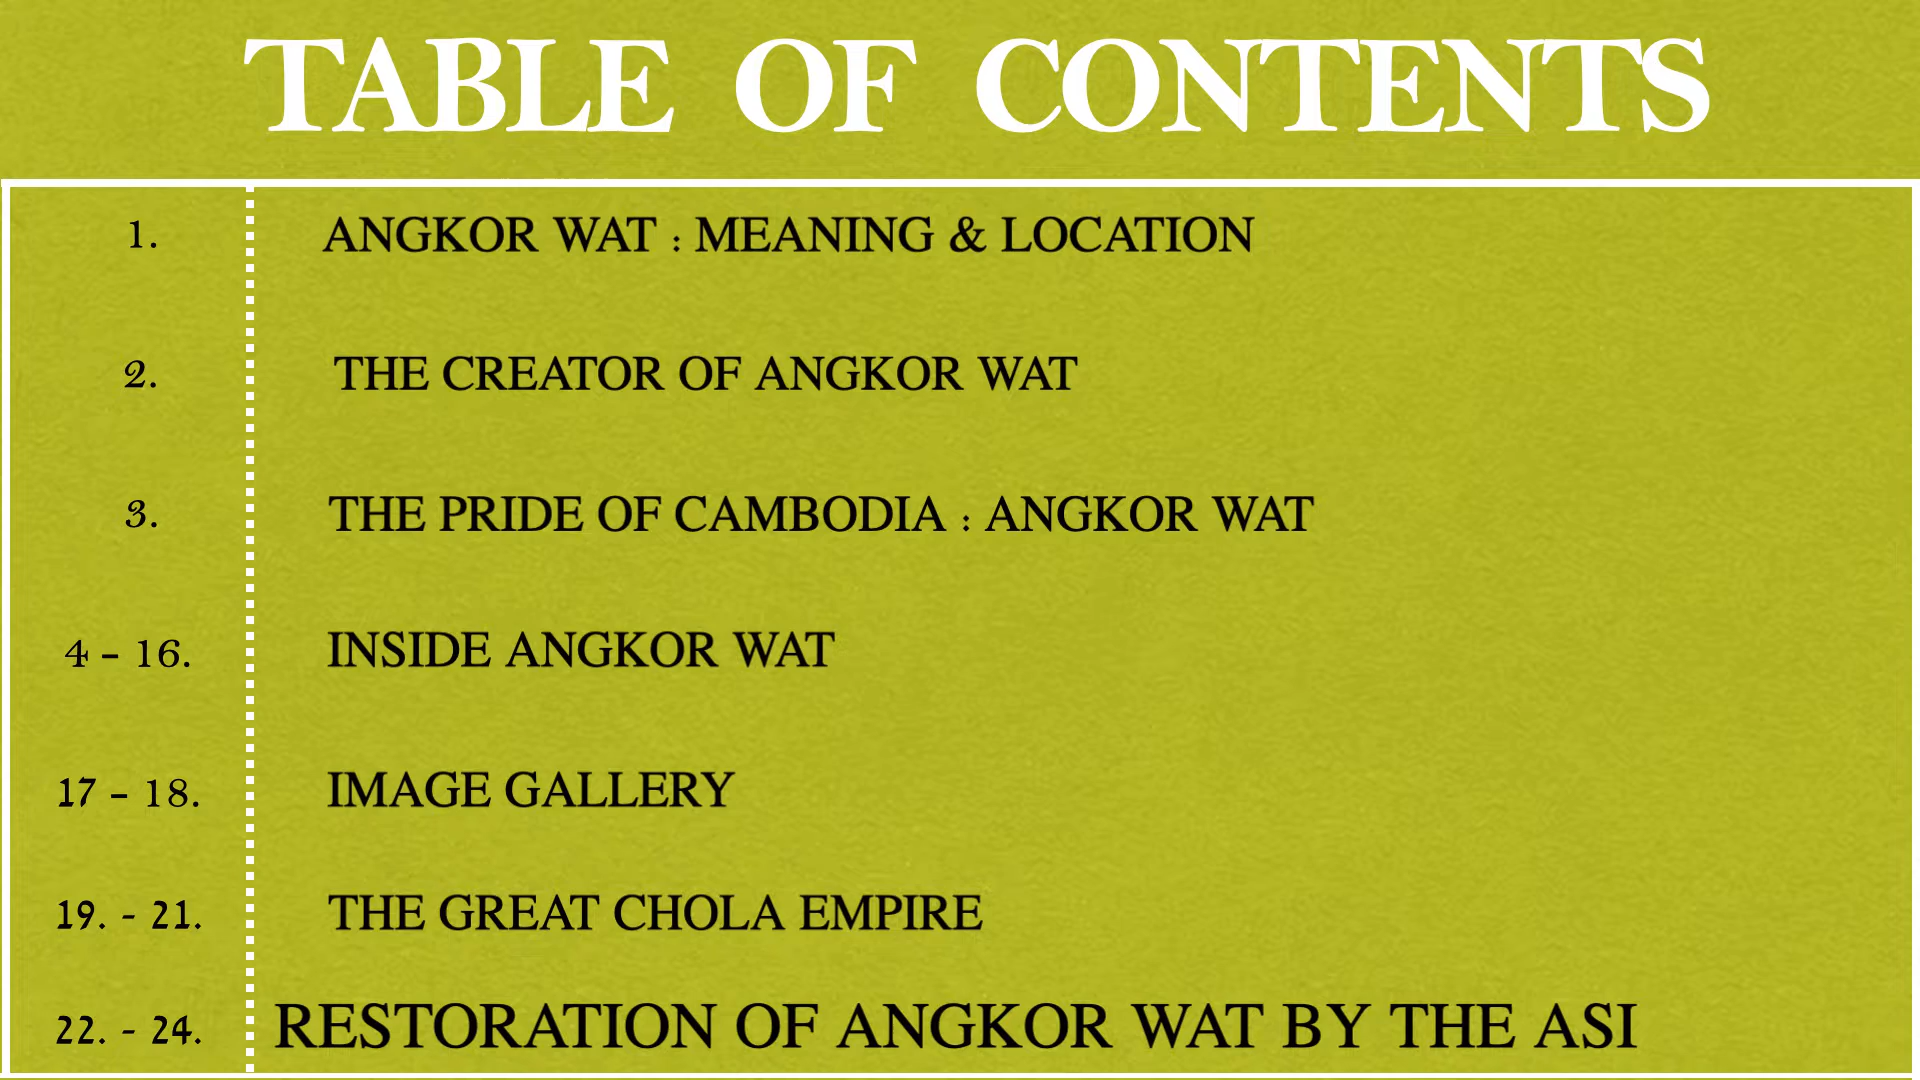 TABLE OF CONTENTS
1. ANGKOR WAT : MEANING & LOCATION
2. THE CREATOR OF ANGKOR WAT
3. THE PRIDE OF CAMBODIA : ANGKOR WAT
4 – 16. INSIDE ANGKOR WAT
17 – 18. IMAGE GALLERY
19. - 21. THE GREAT CHOLA EMPIRE
22. - 24. RESTORATION OF ANGKOR WAT BY THE ASI